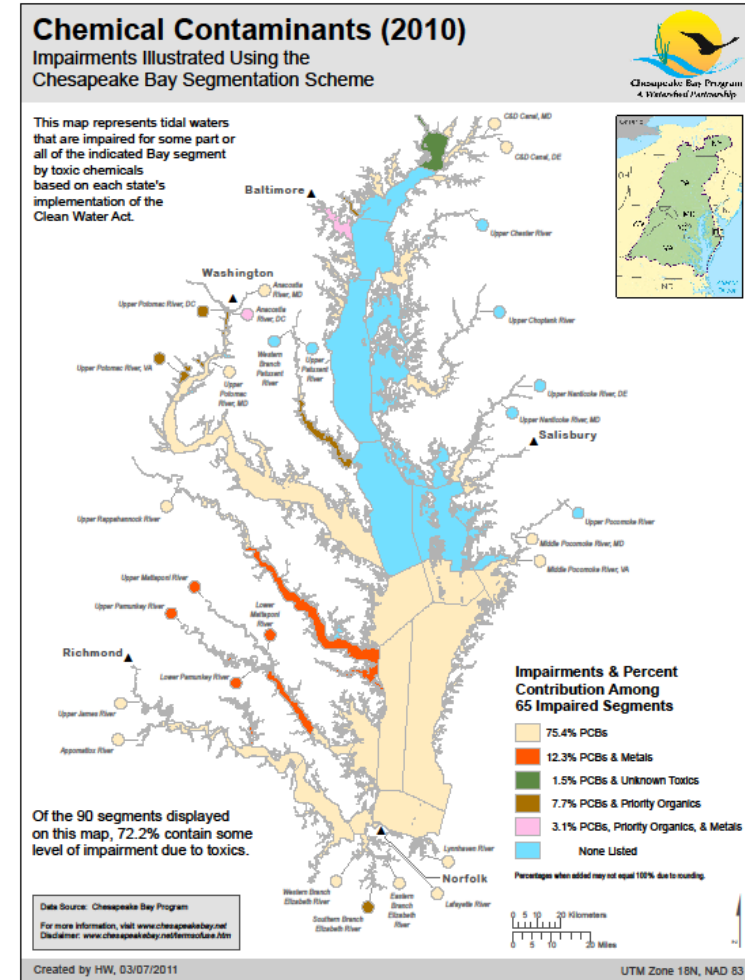 Chemical Contaminants (2010)
Impairments Illustrated Using the
Chesapeake Bay Segmentation Scheme
Chesapeake Bay Program
A Watershed Partnership
This map represents tidal waters
that are impaired for some part or
all of the indicated Bay segment
by toxic chemicals
based on each state's
implementation of the
Clean Water Act.
C&D Canal, MD
C&D Canal, DE
Baltimore
Upper Chester River
Washington
Anacostia
River, MD
Upper Potomac River, DC
Anacostia
River, DC
Upper Choptank River
Western
Branch
Patuxent
River
Upper
Patuxent
River
Upper Potomac River, VA
Upper
Potomac
River, MD
Upper Nanticoke River, DE
Upper Nanticoke River, MD
Salisbury
Upper Rappahannock River
Upper Pocomoke River
Middle Pocomoke River, MD
Middle Pocomoke River, VA
Upper Mattaponi River
Upper Pamunkey River
Lower
Mattaponi
River
Richmond
Lower Pamunkey River
Upper James River
Appomattox River
Impairments & Percent
Contribution Among
65 Impaired Segments
75.4% PCBs
12.3% PCBs & Metals
1.5% PCBs & Unknown Toxics
7.7% PCBs & Priority Organics
3.1% PCBs, Priority Organics, & Metals
None Listed
Percentages when added may not equal 100% due to rounding.
Of the 90 segments displayed
on this map, 72.2% contain some
level of impairment due to toxics.
Lynnhaven River
Norfolk
Western Branch
Elizabeth River
Eastern
Branch
Elizabeth
River
Lafayette River
Southern Branch
Elizabeth River
Data Source: Chesapeake Bay Program
For more information, visit www.chesapeakebay.net
Disclaimer: www.chesapeakebay.net/termsofuse.htm
0 5 10 20 Kilometers
0 5 10 20 Miles
Created by HW, 03/07/2011
UTM Zone 18N, NAD 83